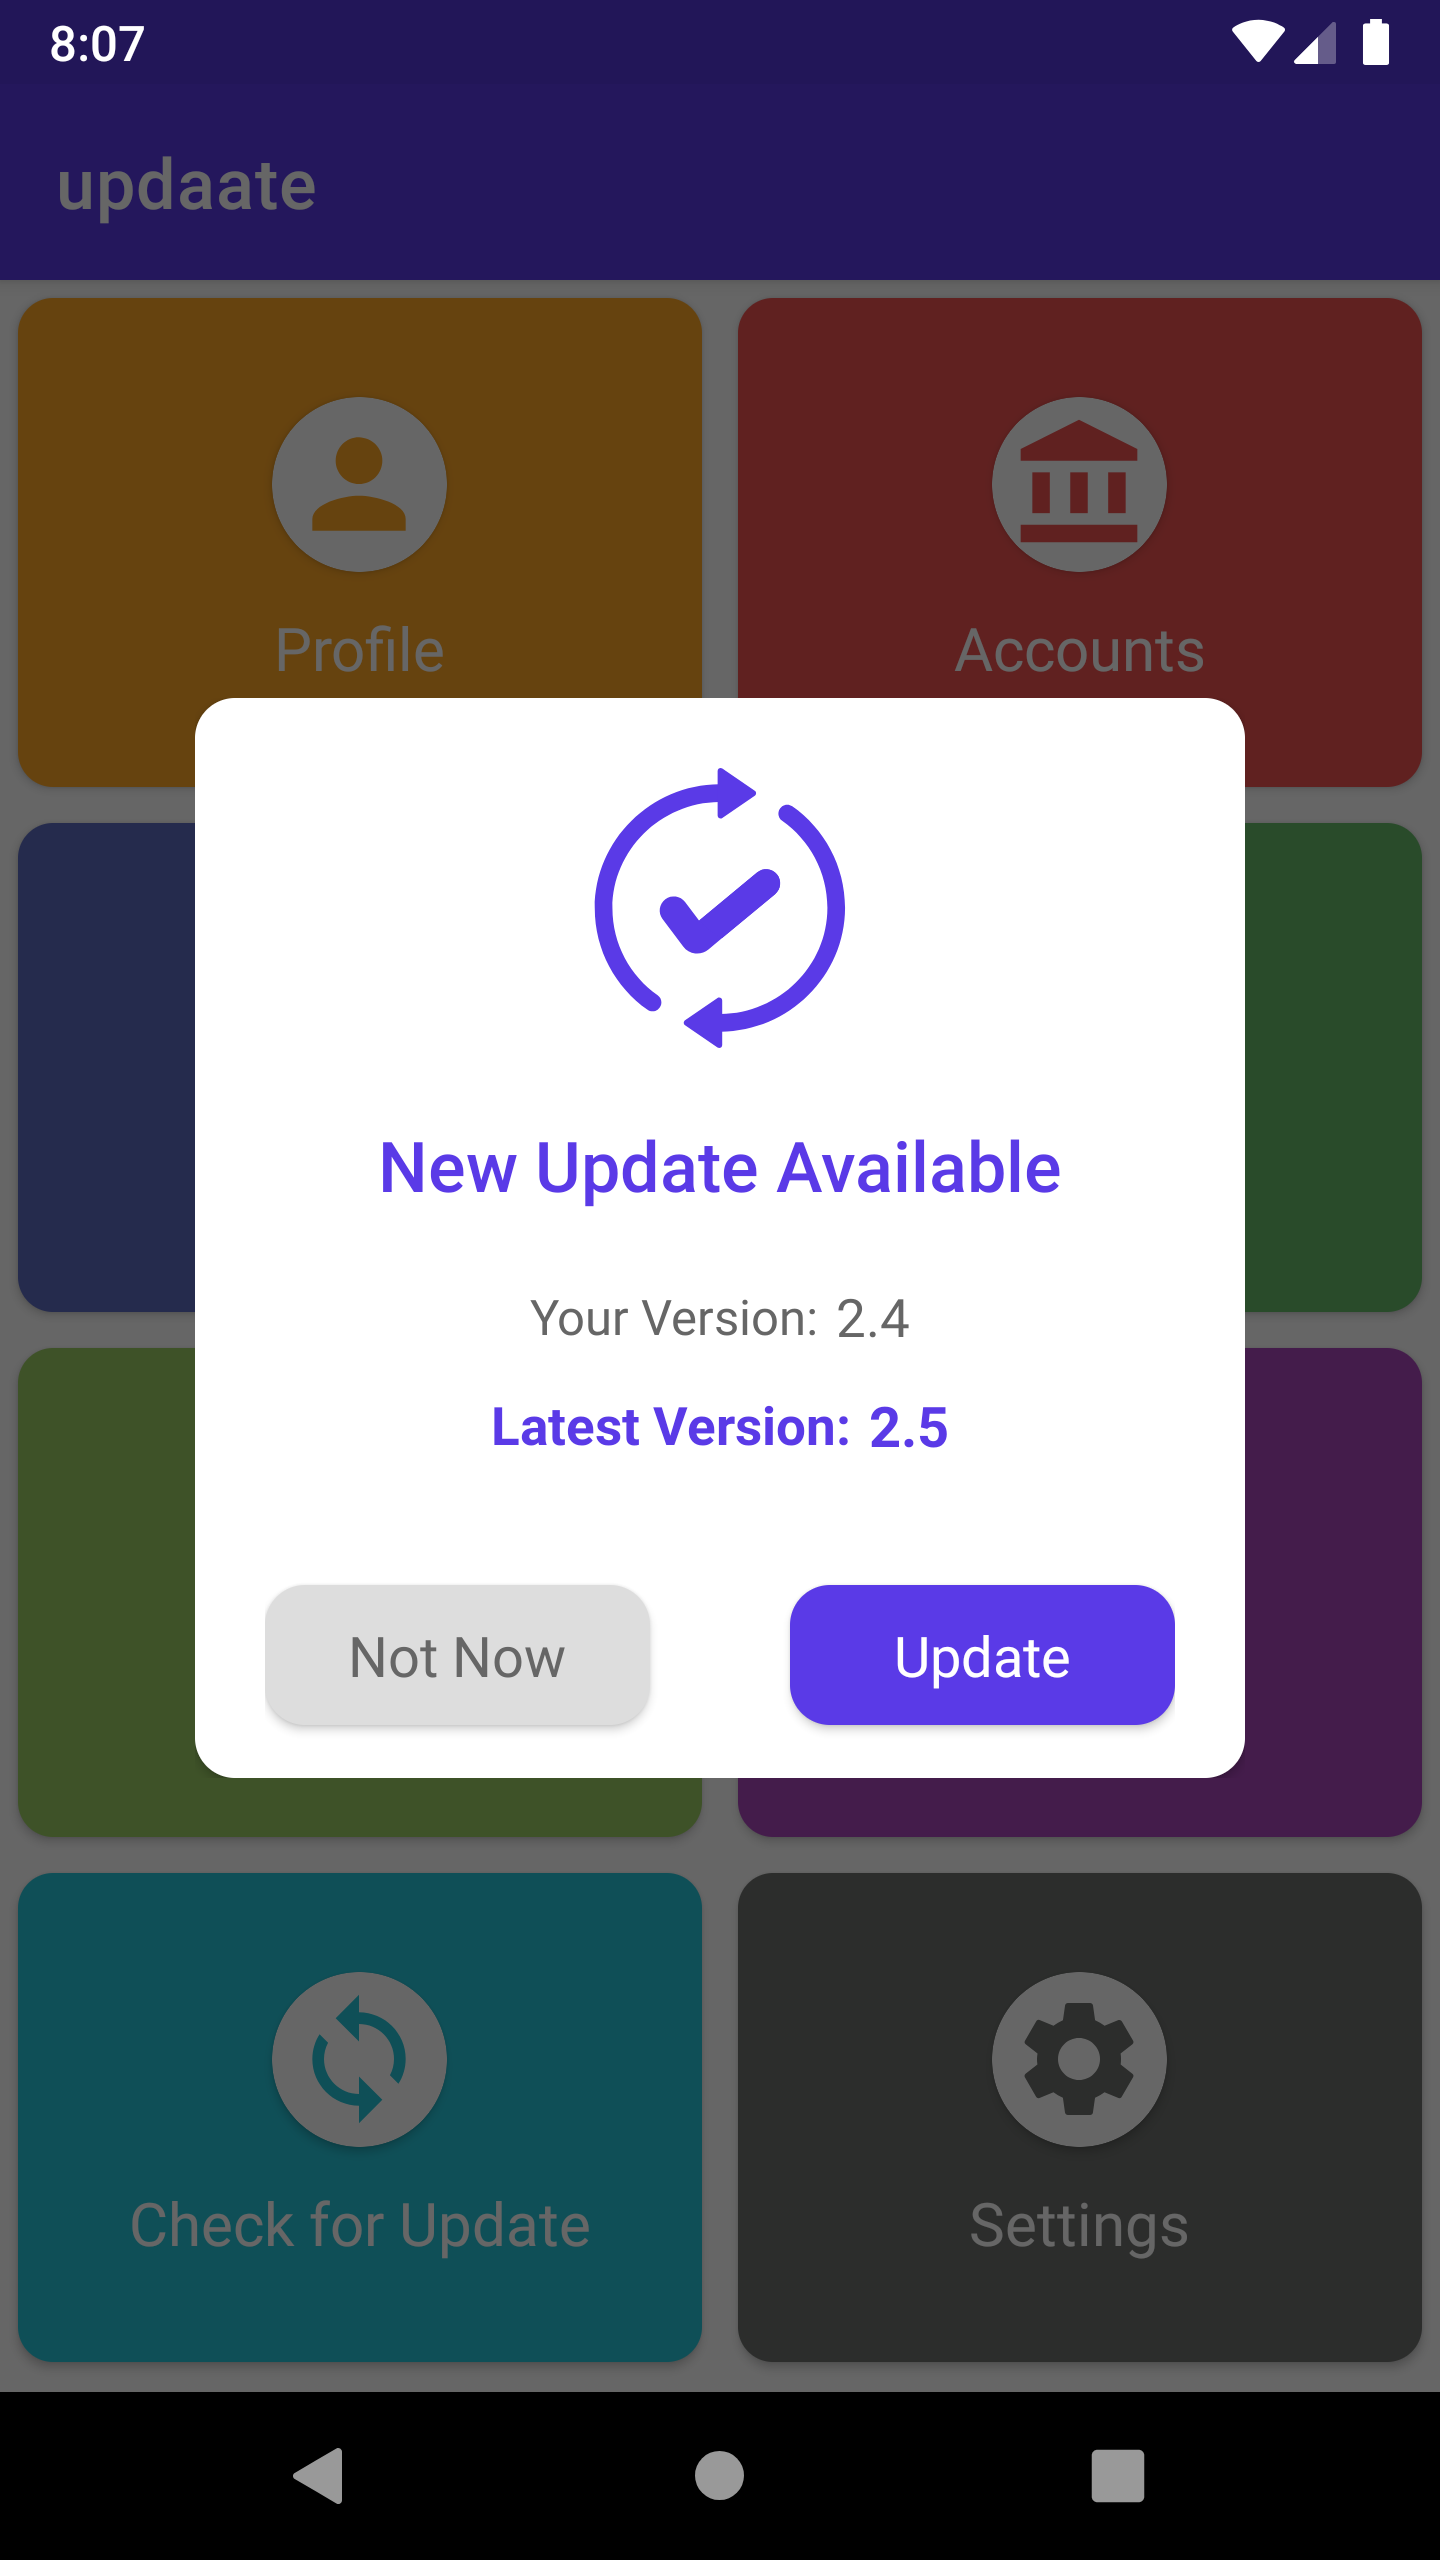 8:07
updaate
Profile
Accounts
New Update Available
Your Version: 2.4
Latest Version: 2.5
Not Now
Update
Check for Update
Settings